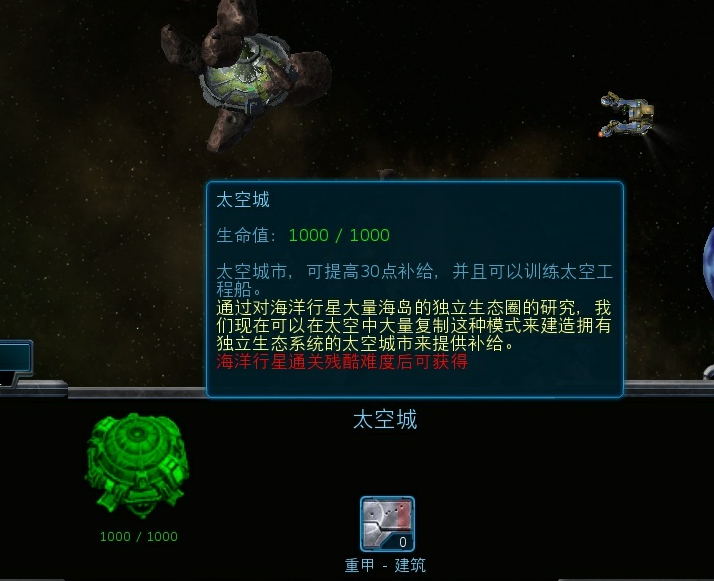 太空城
生命值: 1000 / 1000
太空城市, 可提高30点补给, 并且可以训练太空工
程船。
通过对海洋行星大量海岛的独立生态圈的研究, 我
们现在可以在太空中大量复制这种模式来建造拥有
独立生态系统的太空城市来提供补给。
海洋行星通关残酷难度后可获得
太空城
1000 / 1000
0
重甲 - 建筑